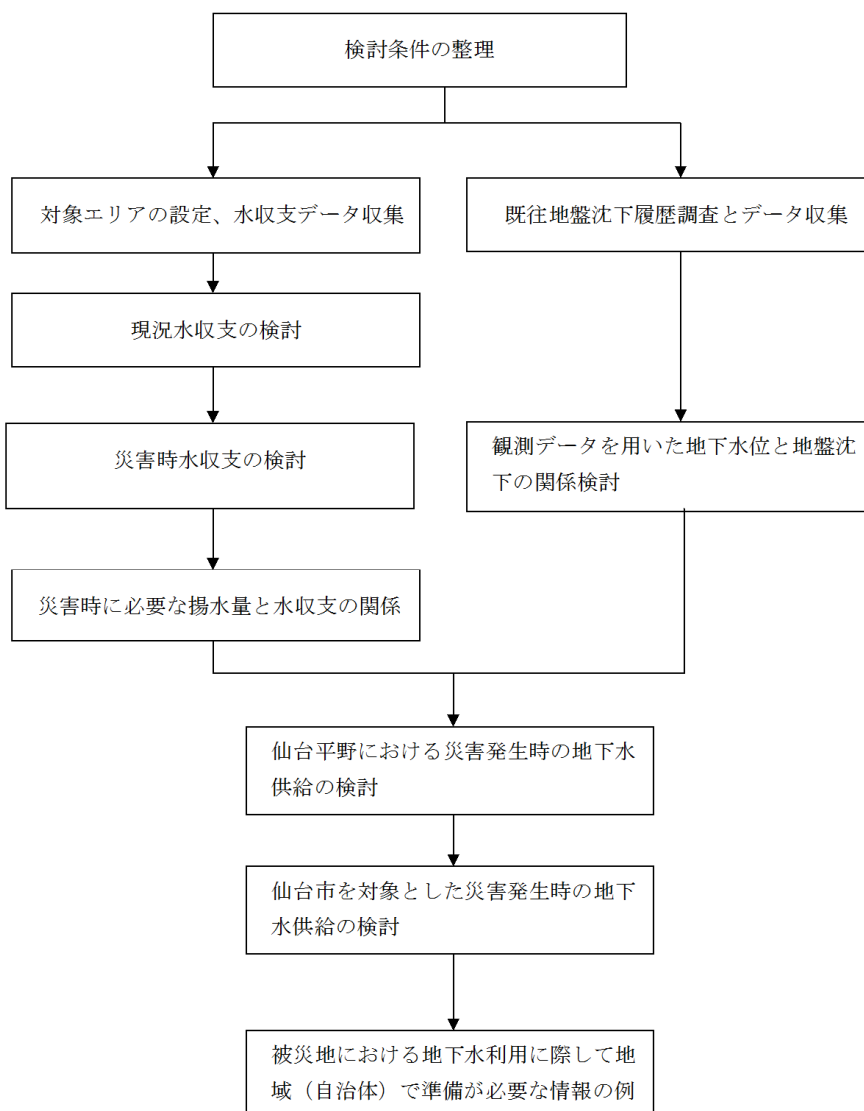 検討条件の整理
対象エリアの設定、水収支データ収集
既往地盤沈下履歴調査とデータ収集
現況水収支の検討
災害時水収支の検討
観測データを用いた地下水位と地盤沈
下の関係検討
災害時に必要な揚水量と水収支の関係
仙台平野における災害発生時の地下水
供給の検討
仙台市を対象とした災害発生時の地下
水供給の検討
被災地における地下水利用に際して地
域（自治体）で準備が必要な情報の例